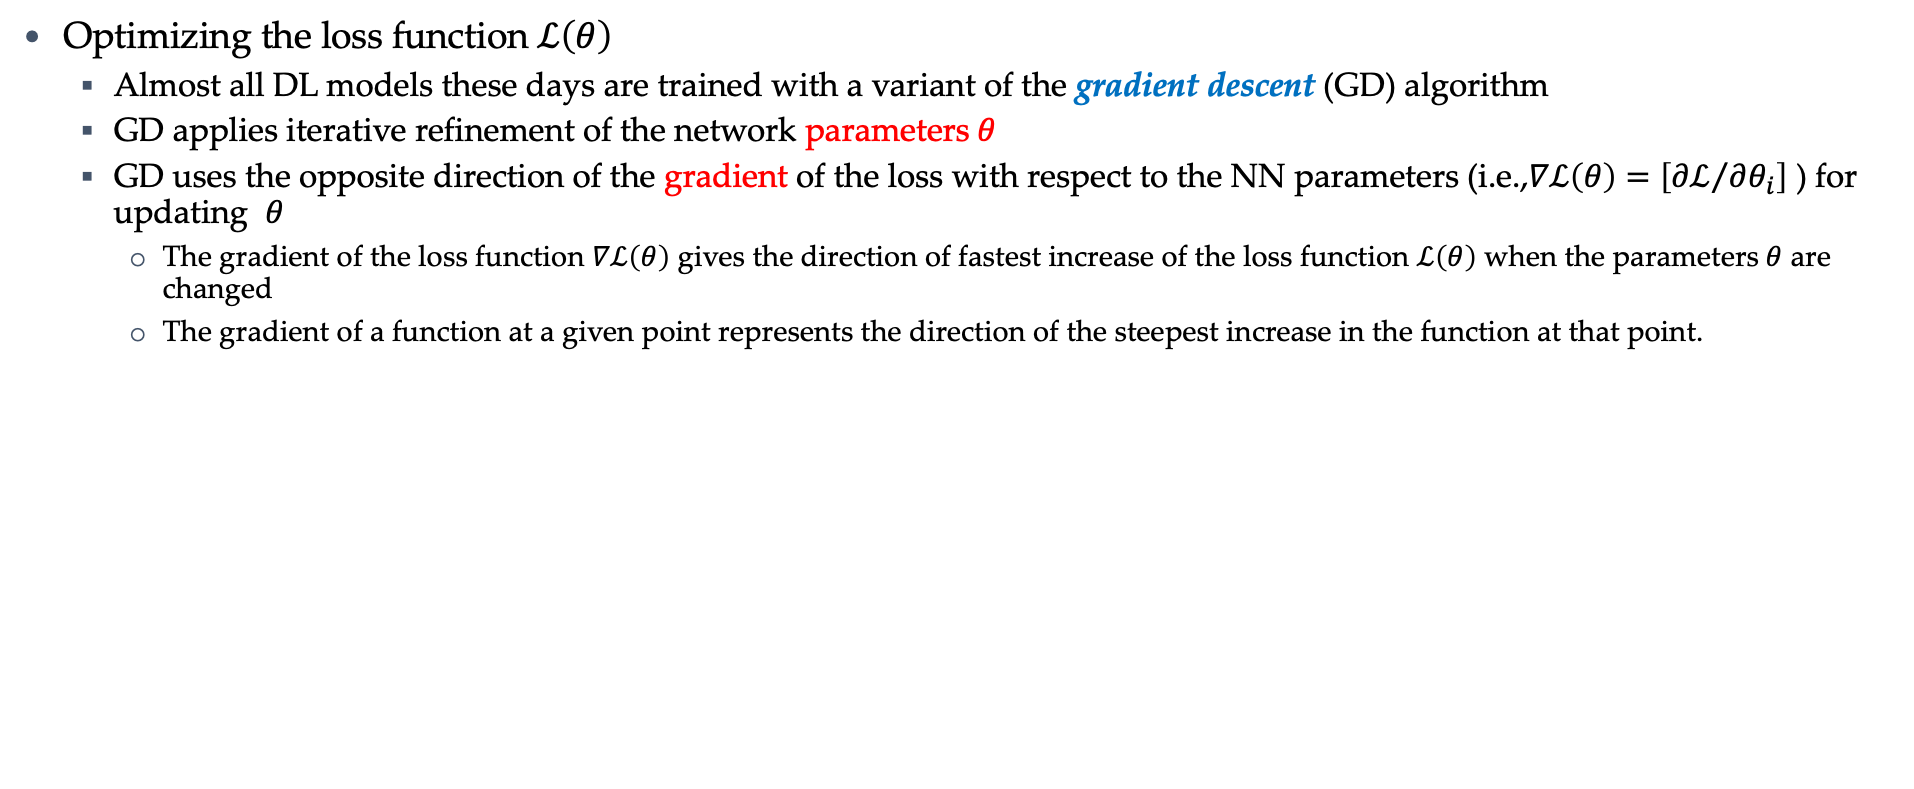 • Optimizing the loss function ℒ(θ)
▪ Almost all DL models these days are trained with a variant of the gradient descent (GD) algorithm
▪ GD applies iterative refinement of the network parameters θ
▪ GD uses the opposite direction of the gradient of the loss with respect to the NN parameters (i.e.,∇ℒ(θ) = [∂ℒ/∂θᵢ] ) for
updating θ
○ The gradient of the loss function ∇ℒ(θ) gives the direction of fastest increase of the loss function ℒ(θ) when the parameters θ are
changed
○ The gradient of a function at a given point represents the direction of the steepest increase in the function at that point.